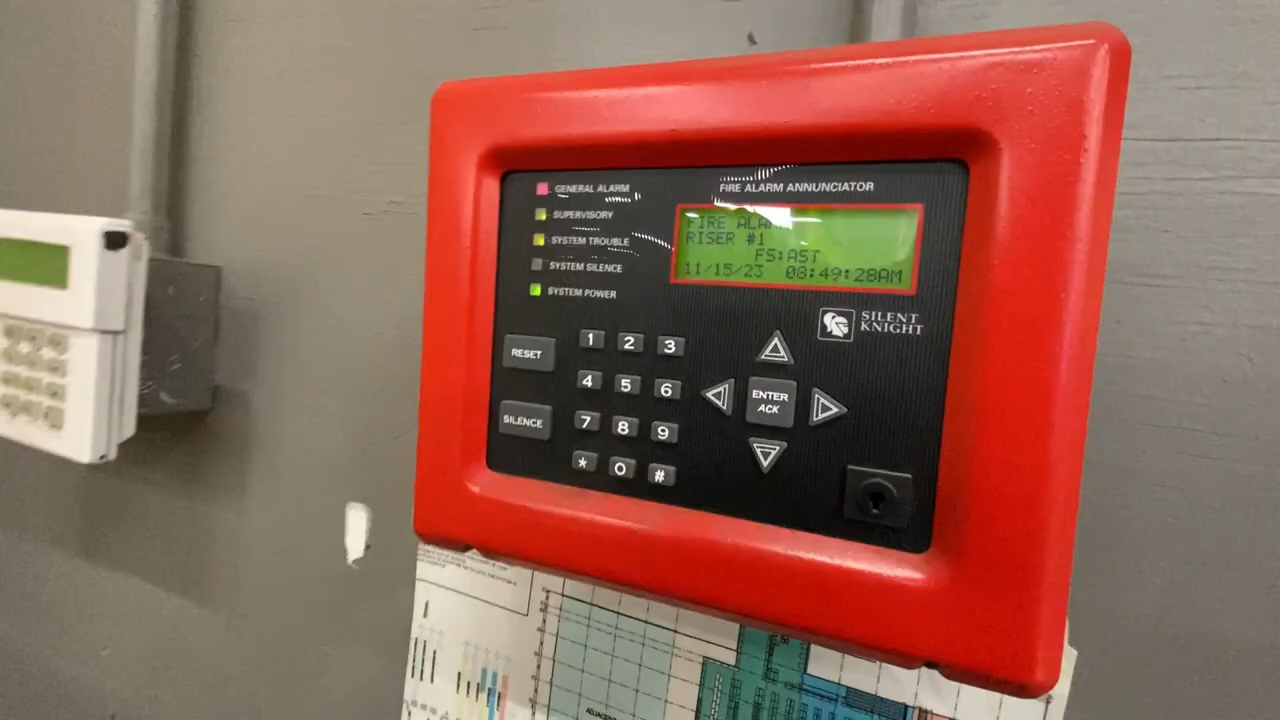 GENERAL ALARM
SUPERVISORY
SYSTEM TROUBLE
SYSTEM SILENCE
SYSTEM POWER
FIRE ALARM ANNUNCIATOR
FIRE
RISER #1
FS:AST
11/15/23 08:49:28AM
SILENT
KNIGHT
RESET
SILENCE
1 2 3
4 5 6
7 8 9
* 0 #
ENTER
ACK